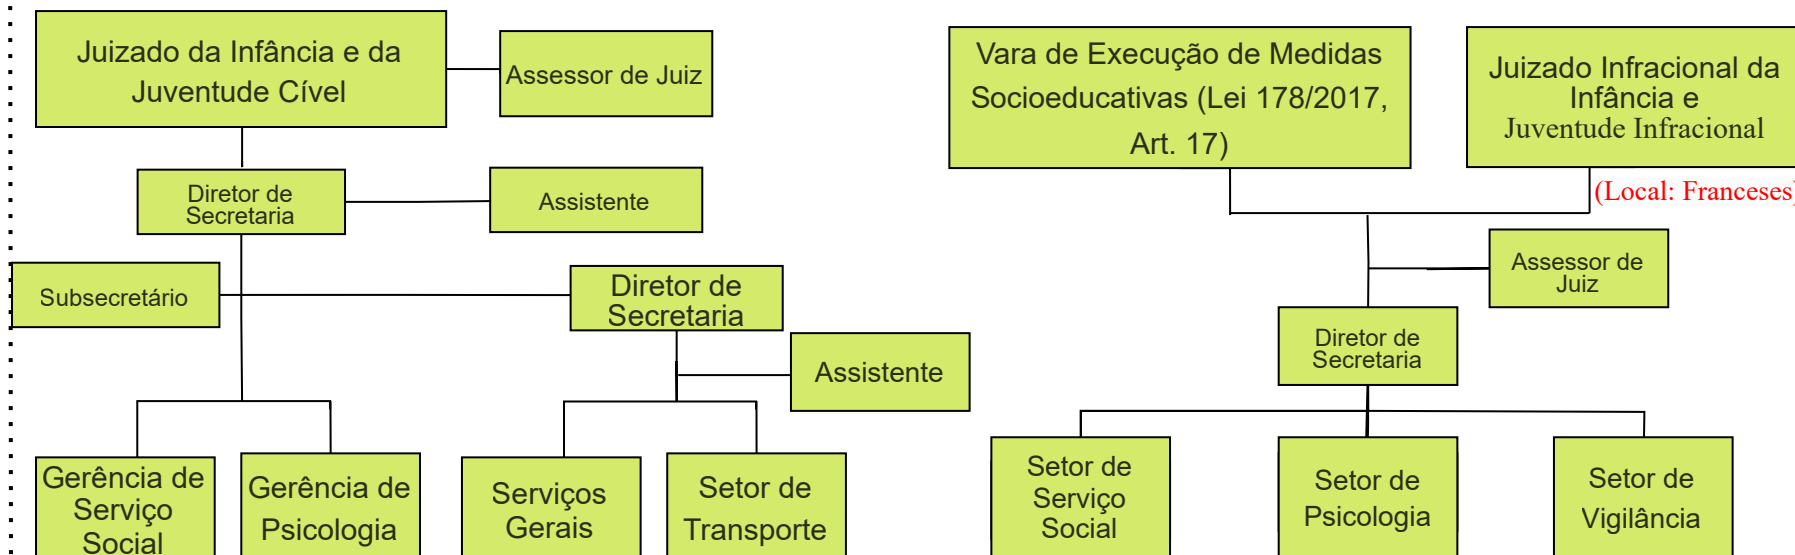 Juizado da Infância e da
Juventude Cível
Assessor de Juiz
Vara de Execução de Medidas
Socioeducativas (Lei 178/2017,
Art. 17)
Juizado Infracional da
Infância e
Juventude Infracional
(Local: Franceses)
Diretor de
Secretaria
Assistente
Subsecretário
Diretor de
Secretaria
Assistente
Assessor de
Juiz
Diretor de
Secretaria
Gerência de
Serviço
Social
Gerência de
Psicologia
Serviços
Gerais
Setor de
Transporte
Setor de
Serviço
Social
Setor de
Psicologia
Setor de
Vigilância